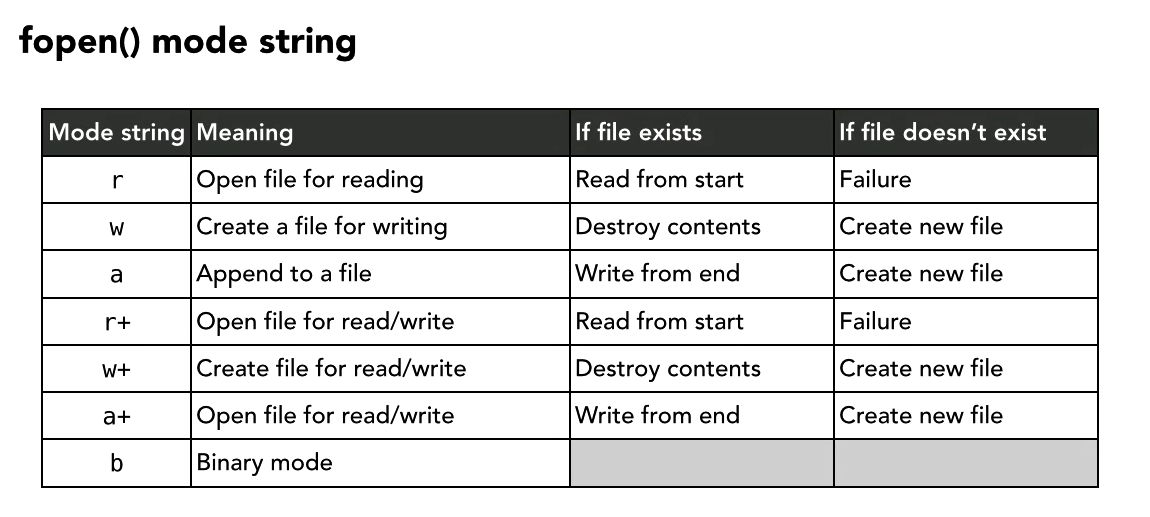 fopen() mode string
Mode string Meaning If file exists If file doesn’t exist
r Open file for reading Read from start Failure
w Create a file for writing Destroy contents Create new file
a Append to a file Write from end Create new file
r+ Open file for read/write Read from start Failure
w+ Create file for read/write Destroy contents Create new file
a+ Open file for read/write Write from end Create new file
b Binary mode